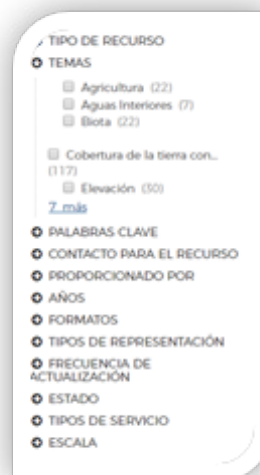 TIPO DE RECURSO
TEMAS
Agricultura (22)
Aguas Interiores (7)
Biota (22)
Cobertura de la tierra con...
(117)
Elevación (30)
7 más
PALABRAS CLAVE
CONTACTO PARA EL RECURSO
PROPORCIONADO POR
AÑOS
FORMATOS
TIPOS DE REPRESENTACIÓN
FRECUENCIA DE
ACTUALIZACIÓN
ESTADO
TIPOS DE SERVICIO
ESCALA